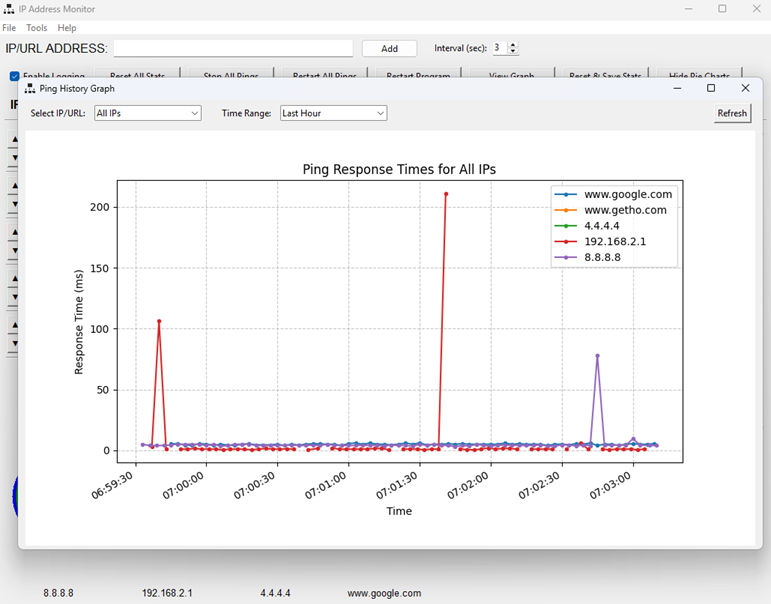 IP Address Monitor
File Tools Help
IP/URL ADDRESS: Add Interval (sec): 3
Enable Logging Reset All Stats Stop All Pings Restart All Pings Restart Program View Graph Reset & Save Stats Hide Pie Charts
Ping History Graph
Select IP/URL: All IPs Time Range: Last Hour Refresh
Ping Response Times for All IPs
www.google.com
www.getho.com
4.4.4.4
192.168.2.1
8.8.8.8
200
150
100
50
0
Response Time (ms)
06:59:30 07:00:00 07:00:30 07:01:00 07:01:30 07:02:00 07:02:30 07:03:00
Time
8.8.8.8 192.168.2.1 4.4.4.4 www.google.com